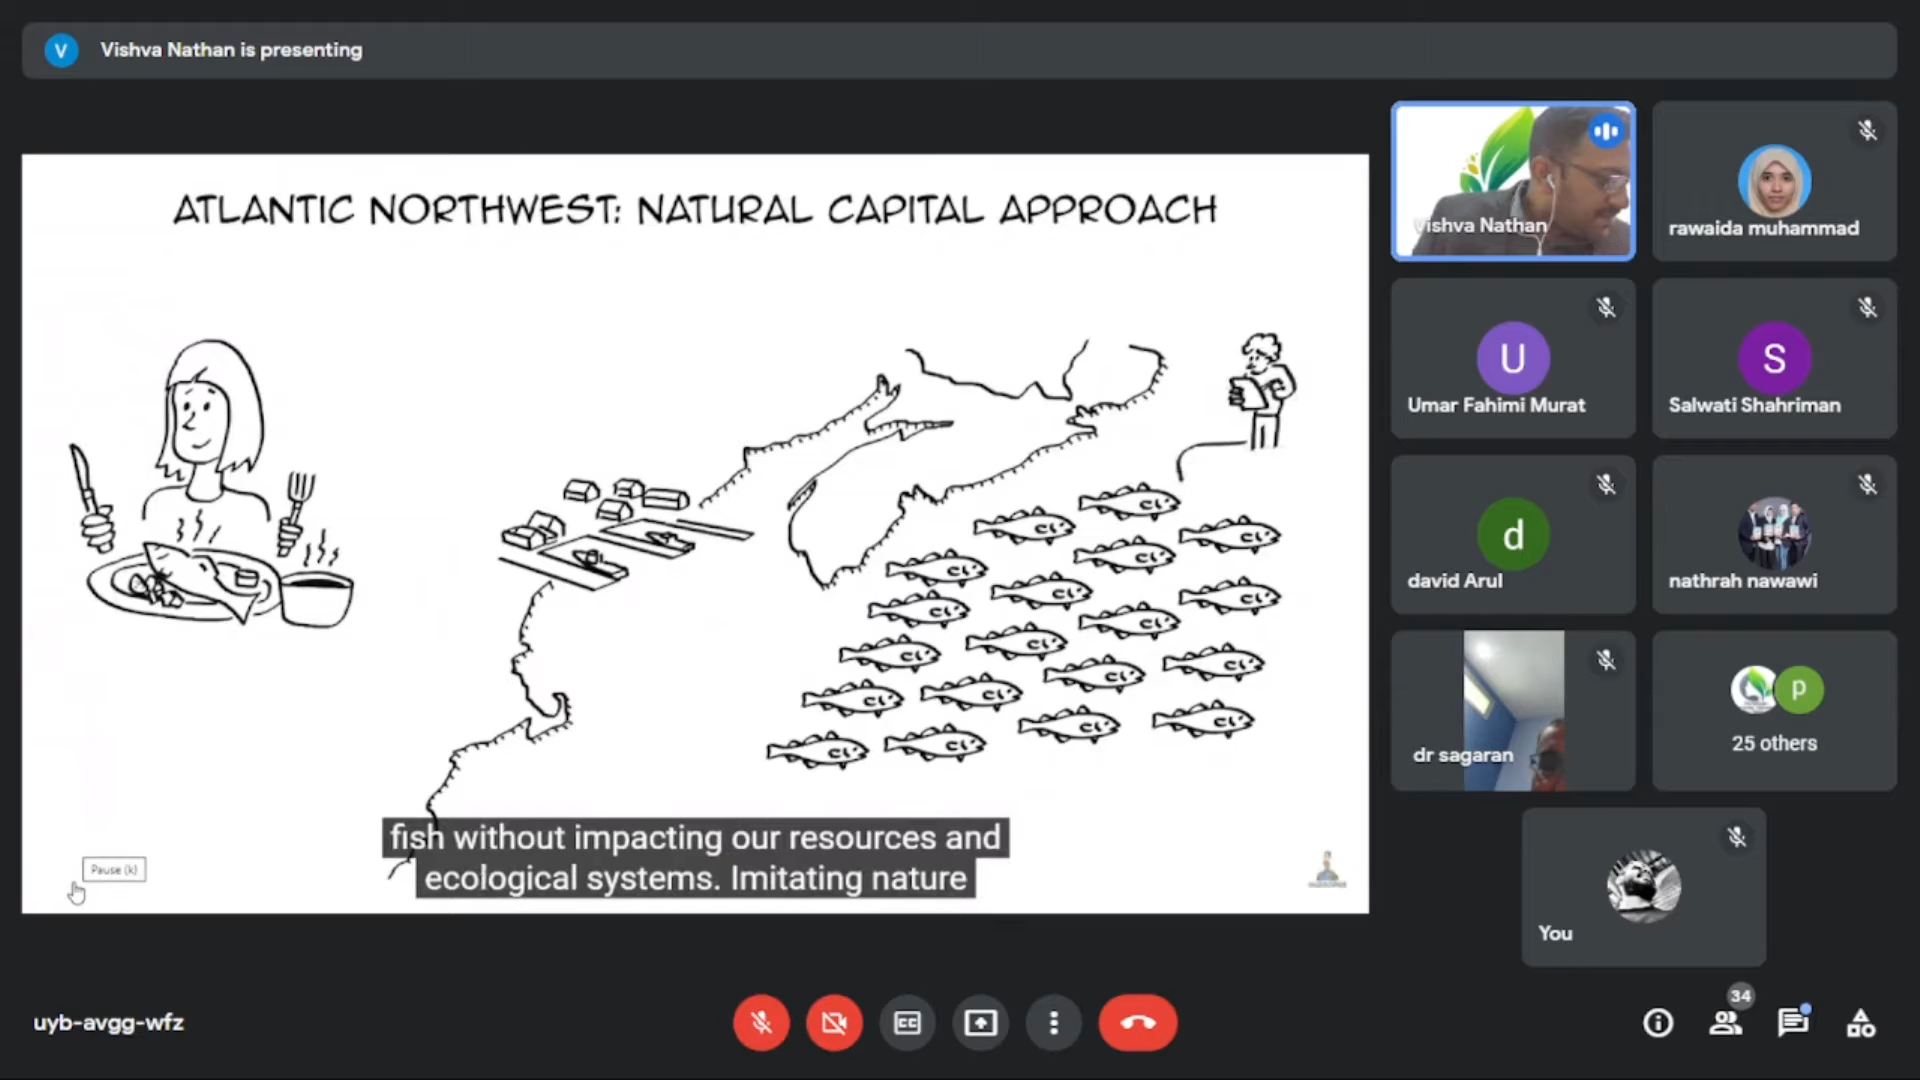 V
Vishva Nathan is presenting
ATLANTIC NORTHWEST: NATURAL CAPITAL APPROACH
fish without impacting our resources and
ecological systems. Imitating nature
Pause (k)
Vishva Nathan
rawaida muhammad
U
Umar Fahimi Murat
S
Salwati Shahriman
d
david Arul
nathrah nawawi
dr sagaran
p
25 others
You
uyb-avgg-wfz
CC
34